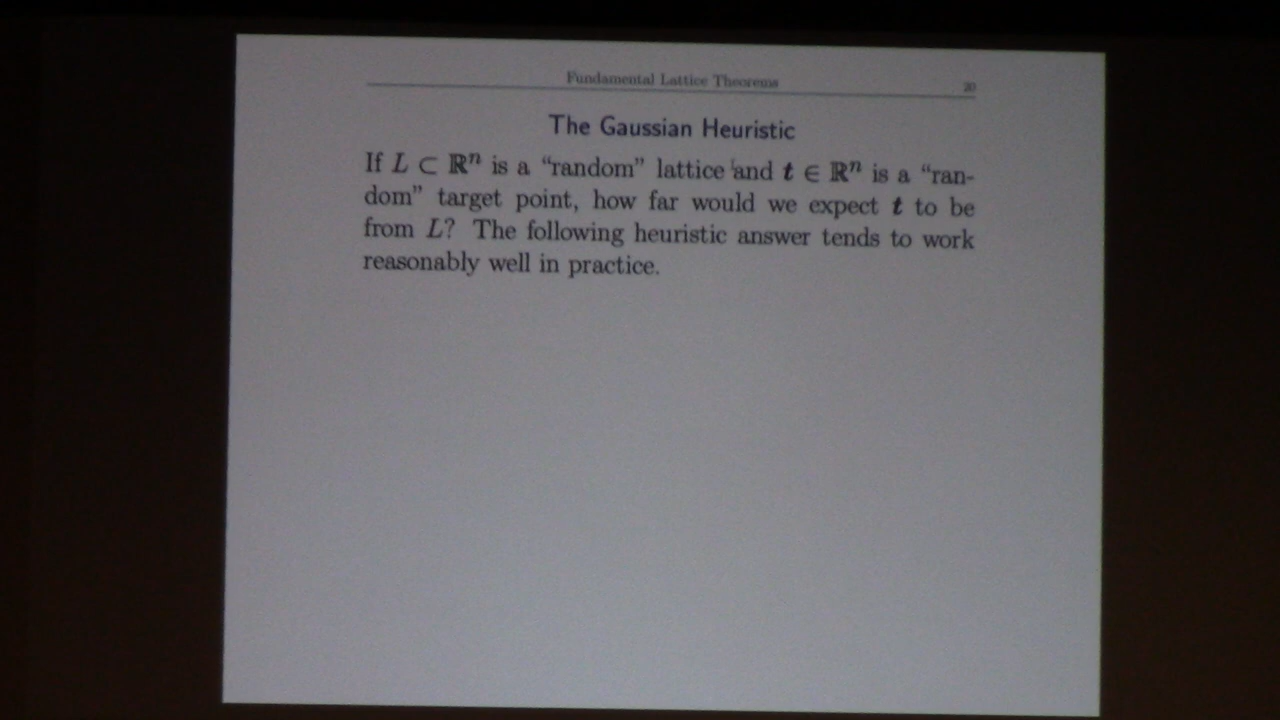 Fundamental Lattice Theorems 20
The Gaussian Heuristic
If L ⊂ ℝⁿ is a “random” lattice and t ∈ ℝⁿ is a “ran-
dom” target point, how far would we expect t to be
from L? The following heuristic answer tends to work
reasonably well in practice.